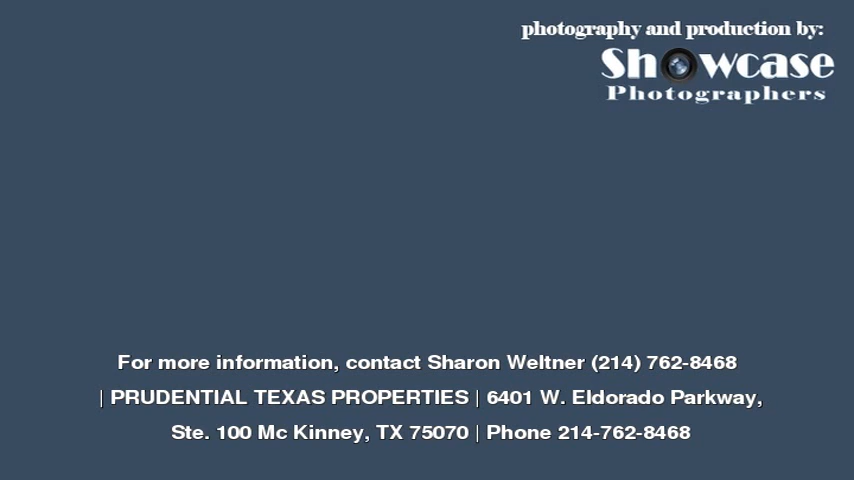 photography and production by:
Showcase
Photographers
For more information, contact Sharon Weltner (214) 762-8468
| PRUDENTIAL TEXAS PROPERTIES | 6401 W. Eldorado Parkway,
Ste. 100 Mc Kinney, TX 75070 | Phone 214-762-8468